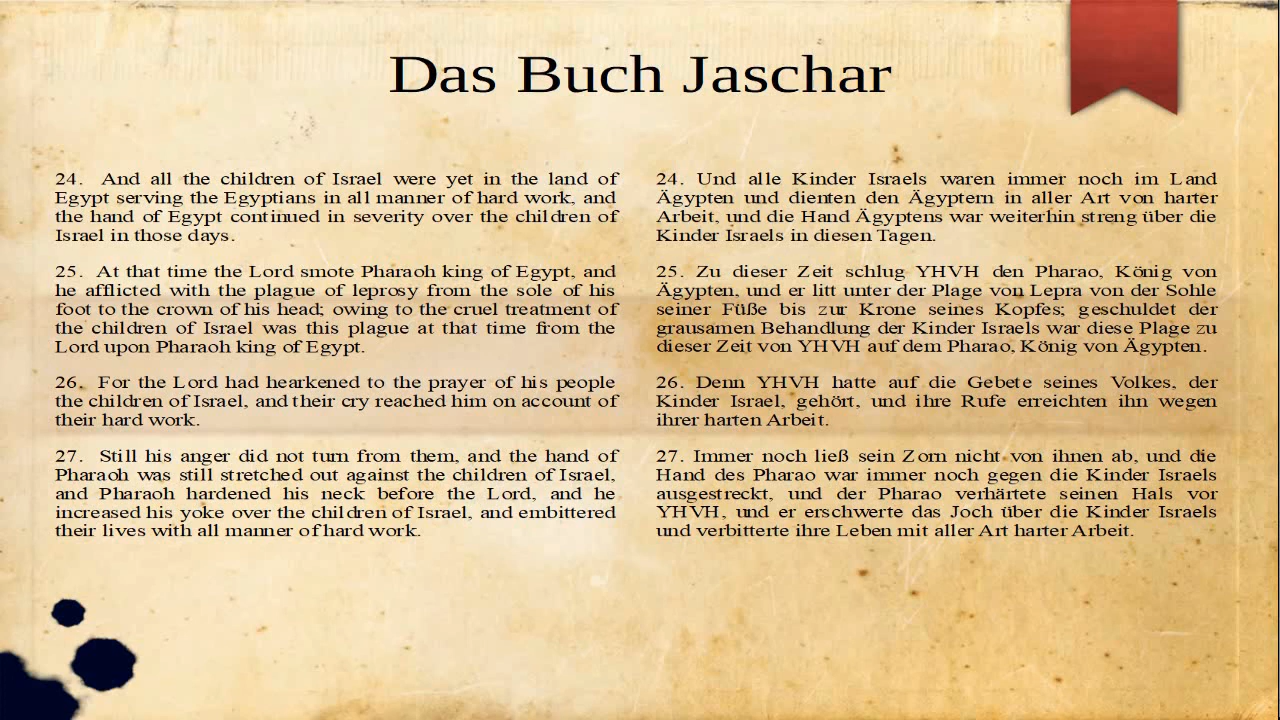 Das Buch Jaschar
24. And all the children of Israel were yet in the land of
Egypt serving the Egyptians in all manner of hard work, and
the hand of Egypt continued in severity over the children of
Israel in those days.
25. At that time the Lord smote Pharaoh king of Egypt, and
he afflicted with the plague of leprosy from the sole of his
foot to the crown of his head; owing to the cruel treatment of
the children of Israel was this plague at that time from the
Lord upon Pharaoh king of Egypt.
26. For the Lord had hearkened to the prayer of his people
the children of Israel, and their cry reached him on account of
their hard work.
27. Still his anger did not turn from them, and the hand of
Pharaoh was still stretched out against the children of Israel,
and Pharaoh hardened his neck before the Lord, and he
increased his yoke over the children of Israel, and embittered
their lives with all manner of hard work.
24. Und alle Kinder Israels waren immer noch im Land
Ägypten und dienten den Ägyptern in aller Art von harter
Arbeit, und die Hand Ägyptens war weiterhin streng über die
Kinder Israels in diesen Tagen.
25. Zu dieser Zeit schlug YHVH den Pharao, König von
Ägypten, und er litt unter der Plage von Lepra von der Sohle
seiner Füße bis zur Krone seines Kopfes; geschuldet der
grausamen Behandlung der Kinder Israels war diese Plage zu
dieser Zeit von YHVH auf dem Pharao, König von Ägypten.
26. Denn YHVH hatte auf die Gebete seines Volkes, der
Kinder Israel, gehört, und ihre Rufe erreichten ihn wegen
ihrer harten Arbeit.
27. Immer noch ließ sein Zorn nicht von ihnen ab, und die
Hand des Pharao war immer noch gegen die Kinder Israels
ausgestreckt, und der Pharao verhärtete seinen Hals vor
YHVH, und er erschwerte das Joch über die Kinder Israels
und verbitterte ihre Leben mit aller Art harter Arbeit.